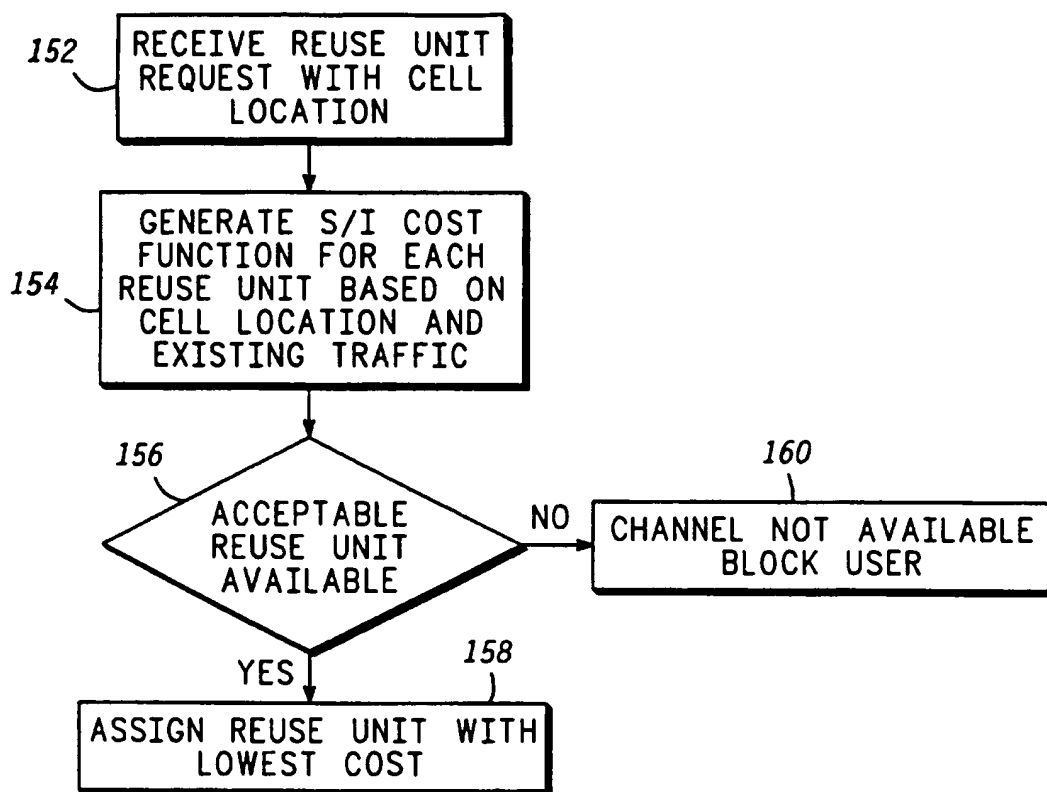 152
RECEIVE REUSE UNIT
REQUEST WITH CELL
LOCATION
154
GENERATE S/I COST
FUNCTION FOR EACH
REUSE UNIT BASED ON
CELL LOCATION AND
EXISTING TRAFFIC
156
ACCEPTABLE
REUSE UNIT
AVAILABLE
NO
160
CHANNEL NOT AVAILABLE
BLOCK USER
YES
158
ASSIGN REUSE UNIT WITH
LOWEST COST